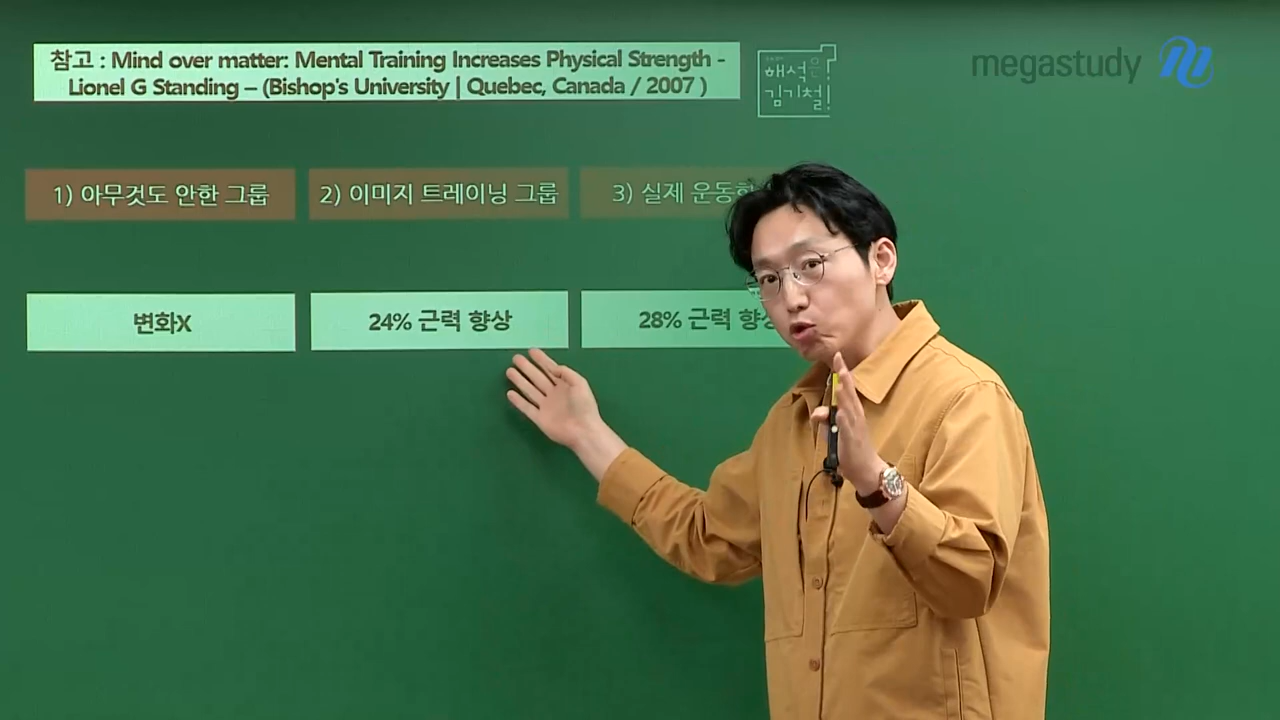 참고 : Mind over matter: Mental Training Increases Physical Strength -
Lionel G Standing – (Bishop's University | Quebec, Canada / 2007 )
해석은!
김기철!
megastudy
1) 아무것도 안한 그룹
2) 이미지 트레이닝 그룹
3) 실제 운동한
변화X
24% 근력 향상
28% 근력 향상